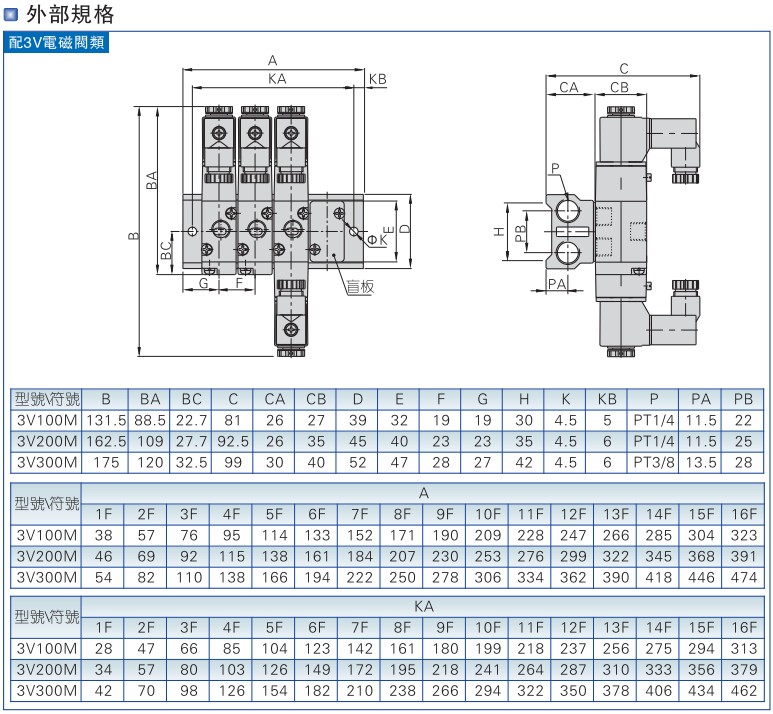 外部規格
配3V電磁閥類
A
KA
KB
B
BA
BC
G
F
ΦK
E
D
盲板
C
CA
CB
P
H
PB
PA
型號\符號 B BA BC C CA CB D E F G H K KB P PA PB
3V100M 131.5 88.5 22.7 81 26 27 39 32 19 19 30 4.5 5 PT1/4 11.5 22
3V200M 162.5 109 27.7 92.5 26 35 45 40 23 23 35 4.5 6 PT1/4 11.5 25
3V300M 175 120 32.5 99 30 40 52 47 28 27 42 4.5 6 PT3/8 13.5 28
型號\符號 A
1F 2F 3F 4F 5F 6F 7F 8F 9F 10F 11F 12F 13F 14F 15F 16F
3V100M 38 57 76 95 114 133 152 171 190 209 228 247 266 285 304 323
3V200M 46 69 92 115 138 161 184 207 230 253 276 299 322 345 368 391
3V300M 54 82 110 138 166 194 222 250 278 306 334 362 390 418 446 474
型號\符號 KA
1F 2F 3F 4F 5F 6F 7F 8F 9F 10F 11F 12F 13F 14F 15F 16F
3V100M 28 47 66 85 104 123 142 161 180 199 218 237 256 275 294 313
3V200M 34 57 80 103 126 149 172 195 218 241 264 287 310 333 356 379
3V300M 42 70 98 126 154 182 210 238 266 294 322 350 378 406 434 462